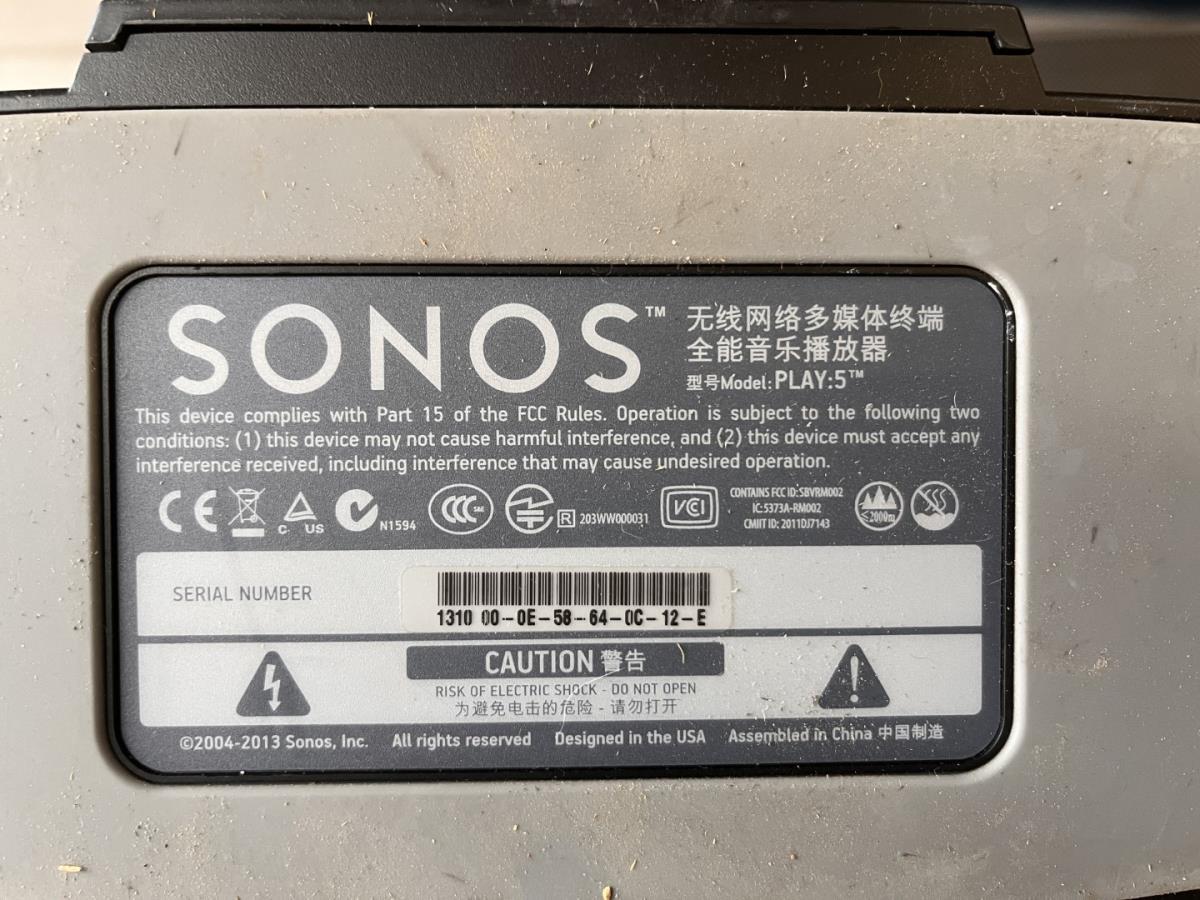 SONOS™
无线网络多媒体终端
全能音乐播放器
型号Model: PLAY:5™
This device complies with Part 15 of the FCC Rules. Operation is subject to the following two
conditions: (1) this device may not cause harmful interference, and (2) this device must accept any
interference received, including interference that may cause undesired operation.
CE
C US
N1594
CCC S&E
R 203WW000031
VCI
CONTAINS FCC ID: SBVRM002
IC: 5373A-RM002
CMIIT ID: 2011DJ7143
≤2000m
SERIAL NUMBER
1310 00-0E-58-64-0C-12-E
CAUTION 警告
RISK OF ELECTRIC SHOCK - DO NOT OPEN
为避免电击的危险 - 请勿打开
©2004-2013 Sonos, Inc. All rights reserved Designed in the USA Assembled in China 中国制造